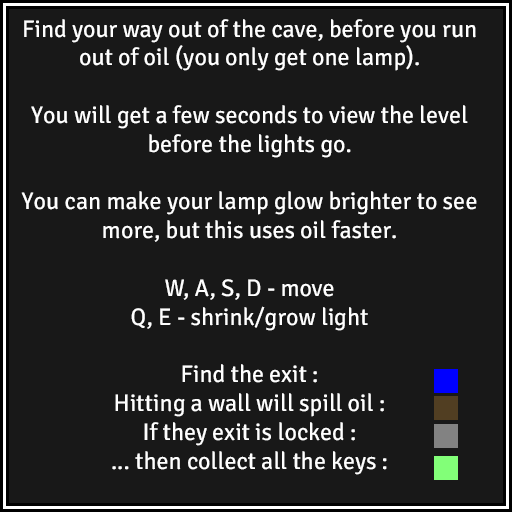 Find your way out of the cave, before you run
out of oil (you only get one lamp).
You will get a few seconds to view the level
before the lights go.
You can make your lamp glow brighter to see
more, but this uses oil faster.
W, A, S, D - move
Q, E - shrink/grow light
Find the exit :
Hitting a wall will spill oil :
If they exit is locked :
... then collect all the keys :